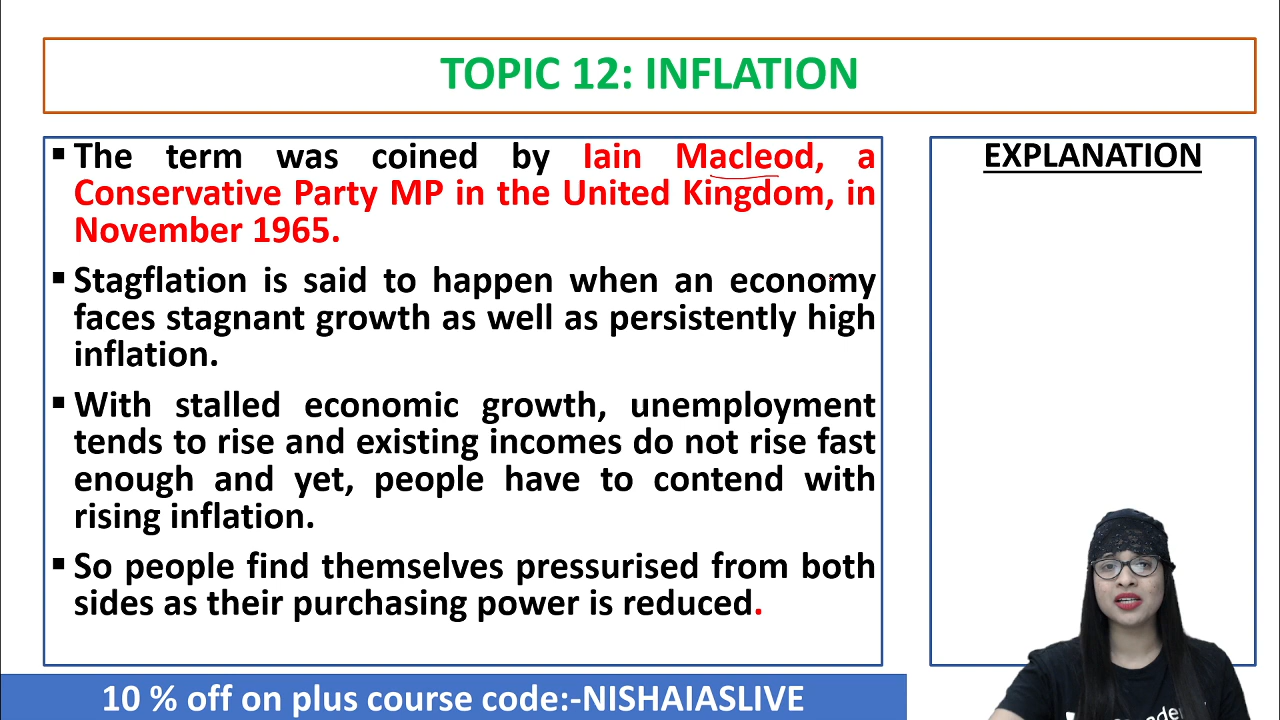 TOPIC 12: INFLATION
▪ The term was coined by Iain Macleod, a
Conservative Party MP in the United Kingdom, in
November 1965.
▪ Stagflation is said to happen when an economy
faces stagnant growth as well as persistently high
inflation.
▪ With stalled economic growth, unemployment
tends to rise and existing incomes do not rise fast
enough and yet, people have to contend with
rising inflation.
▪ So people find themselves pressurised from both
sides as their purchasing power is reduced.
EXPLANATION
10 % off on plus course code:-NISHAIASLIVE